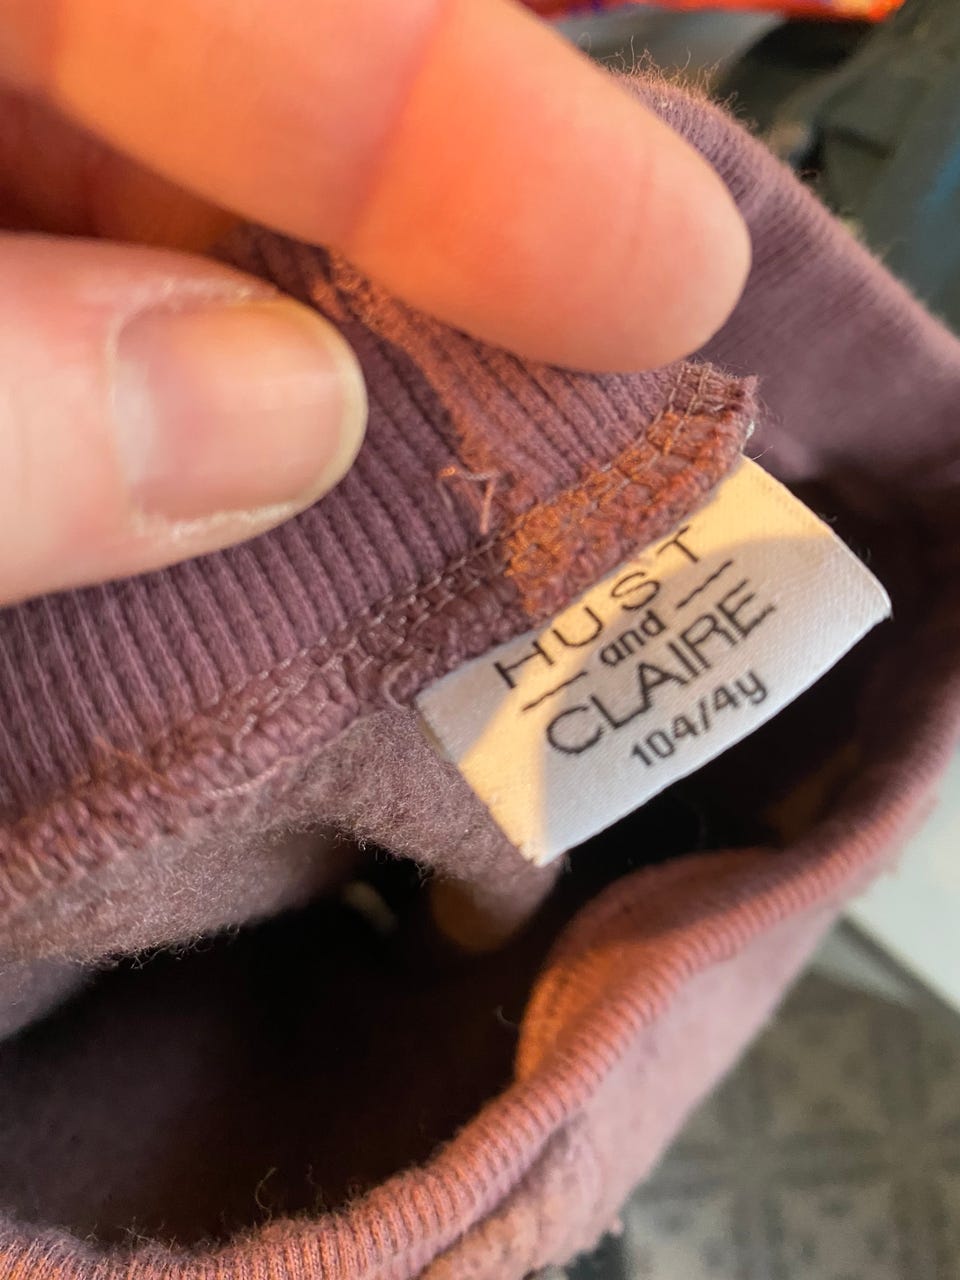 HUST
and
CLAIRE
104/4y